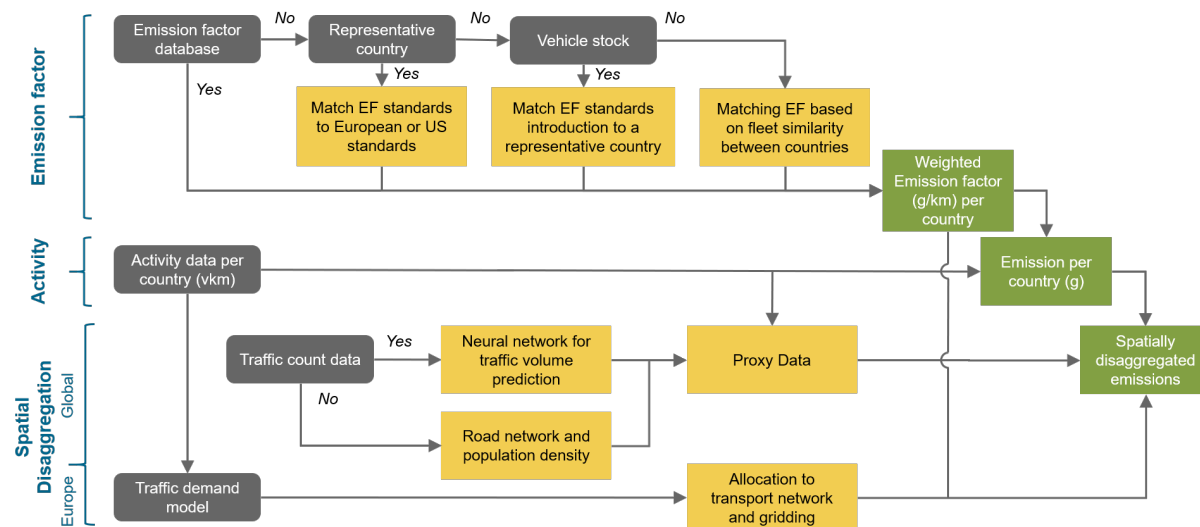 Emission factor
Emission factor
database
No
Yes
Representative
country
No
Yes
Vehicle stock
No
Yes
Match EF standards
to European or US
standards
Match EF standards
introduction to a
representative country
Matching EF based
on fleet similarity
between countries
Weighted
Emission factor
(g/km) per
country
Activity
Activity data per
country (vkm)
Emission per
country (g)
Spatial
Disaggregation
Global
Traffic count data
Yes
No
Neural network for
traffic volume
prediction
Proxy Data
Spatially
disaggregated
emissions
Road network and
population density
Europe
Traffic demand
model
Allocation to
transport network
and gridding